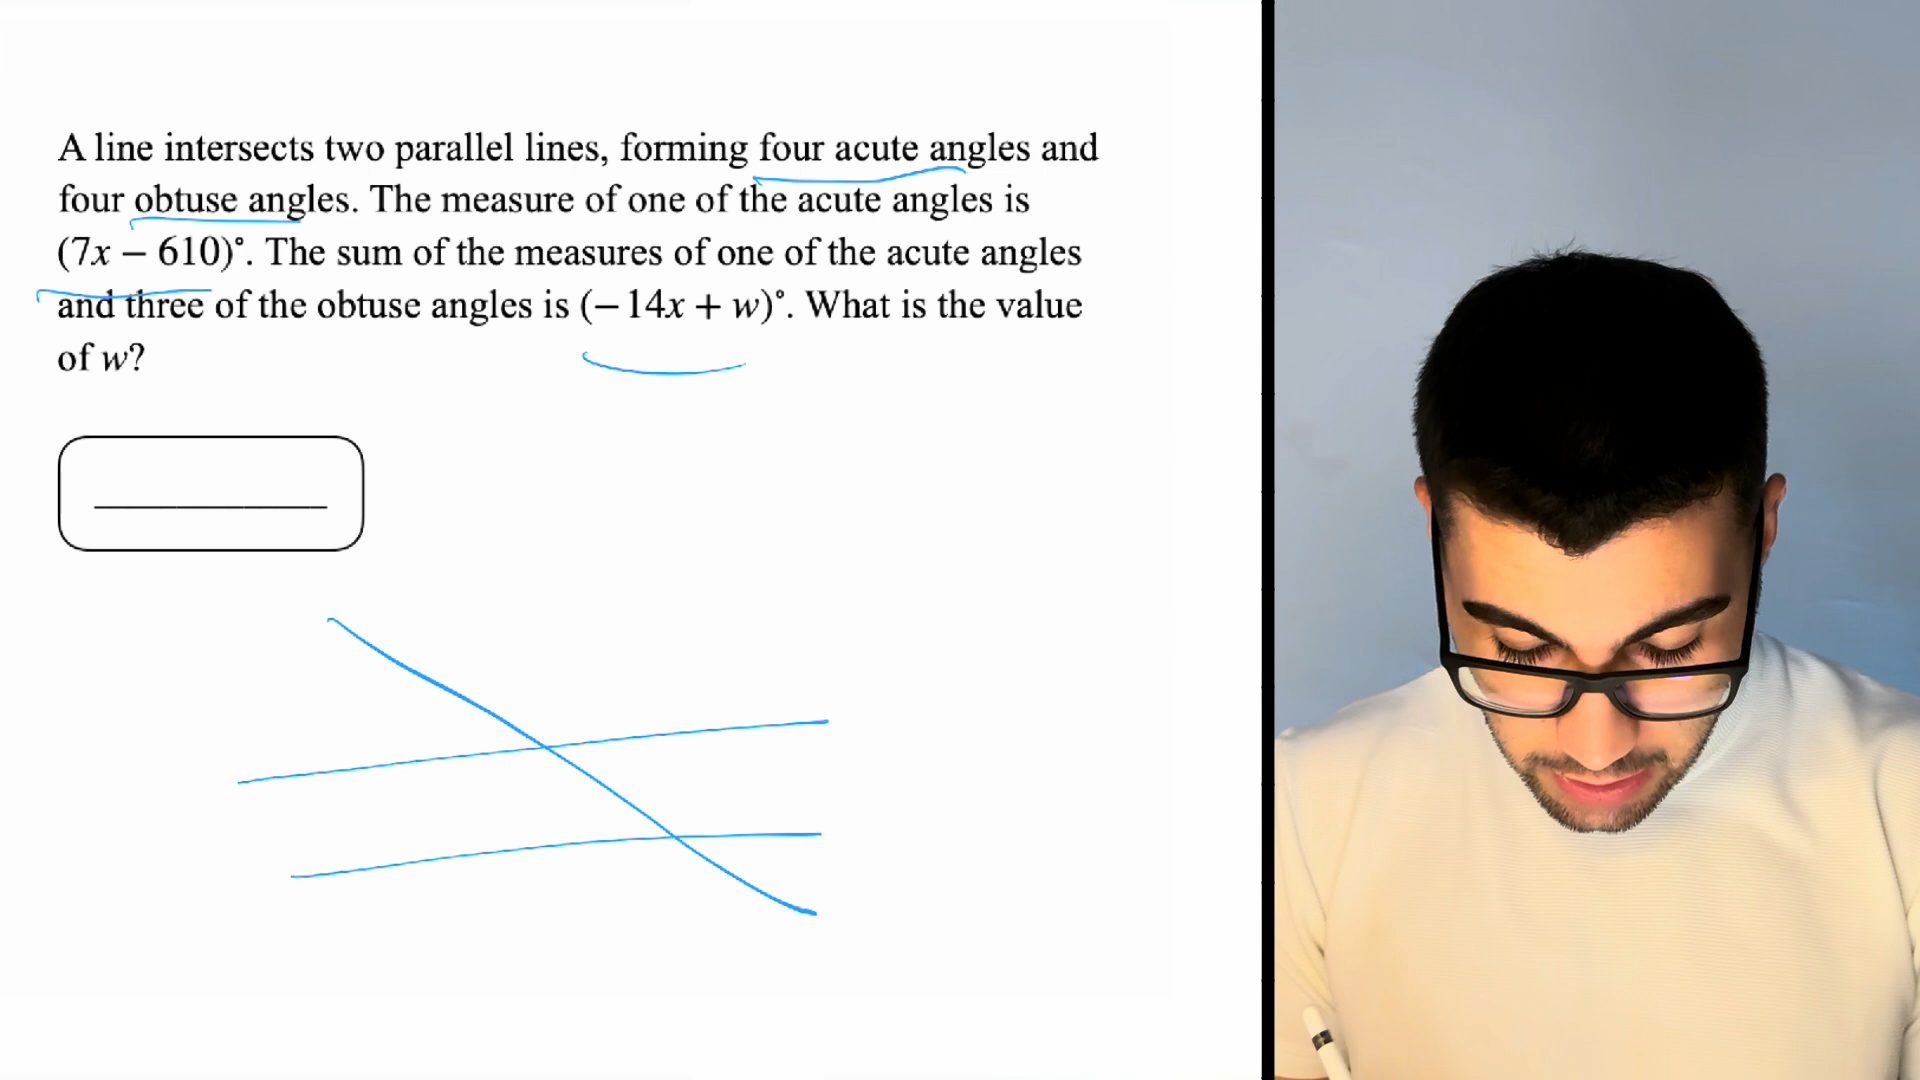 A line intersects two parallel lines, forming four acute angles and
four obtuse angles. The measure of one of the acute angles is
(7x – 610)°. The sum of the measures of one of the acute angles
and three of the obtuse angles is (– 14x + w)°. What is the value
of w?